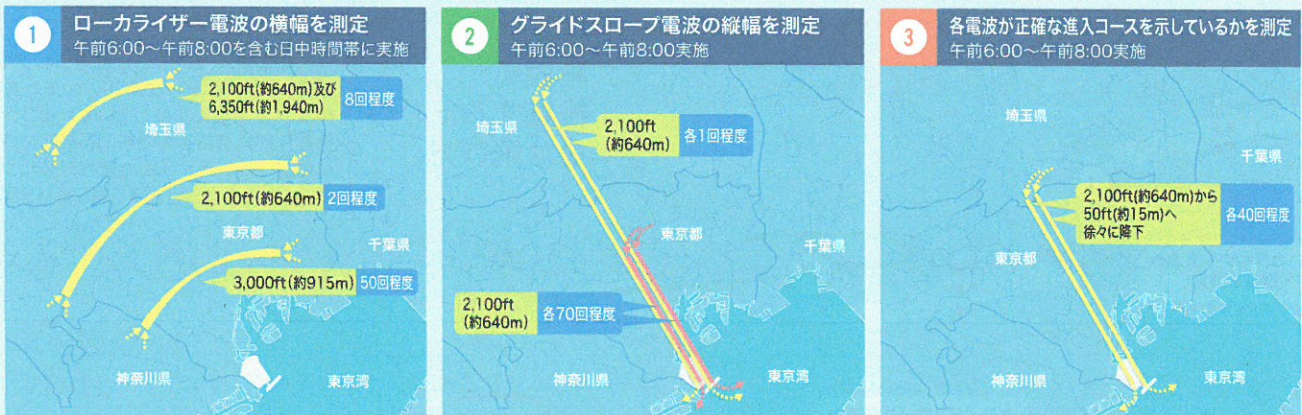 1
ローカライザー電波の横幅を測定
午前6:00～午前8:00を含む日中時間帯に実施
2,100ft(約640m)及び
6,350ft(約1,940m)
8回程度
埼玉県
2,100ft(約640m)
2回程度
東京都
千葉県
3,000ft(約915m)
50回程度
神奈川県
東京湾
2
グライドスロープ電波の縦幅を測定
午前6:00～午前8:00実施
埼玉県
2,100ft
(約640m)
各1回程度
東京都
千葉県
2,100ft
(約640m)
各70回程度
神奈川県
東京湾
3
各電波が正確な進入コースを示しているかを測定
午前6:00～午前8:00実施
埼玉県
千葉県
2,100ft(約640m)から
50ft(約15m)へ
徐々に降下
各40回程度
東京都
神奈川県
東京湾